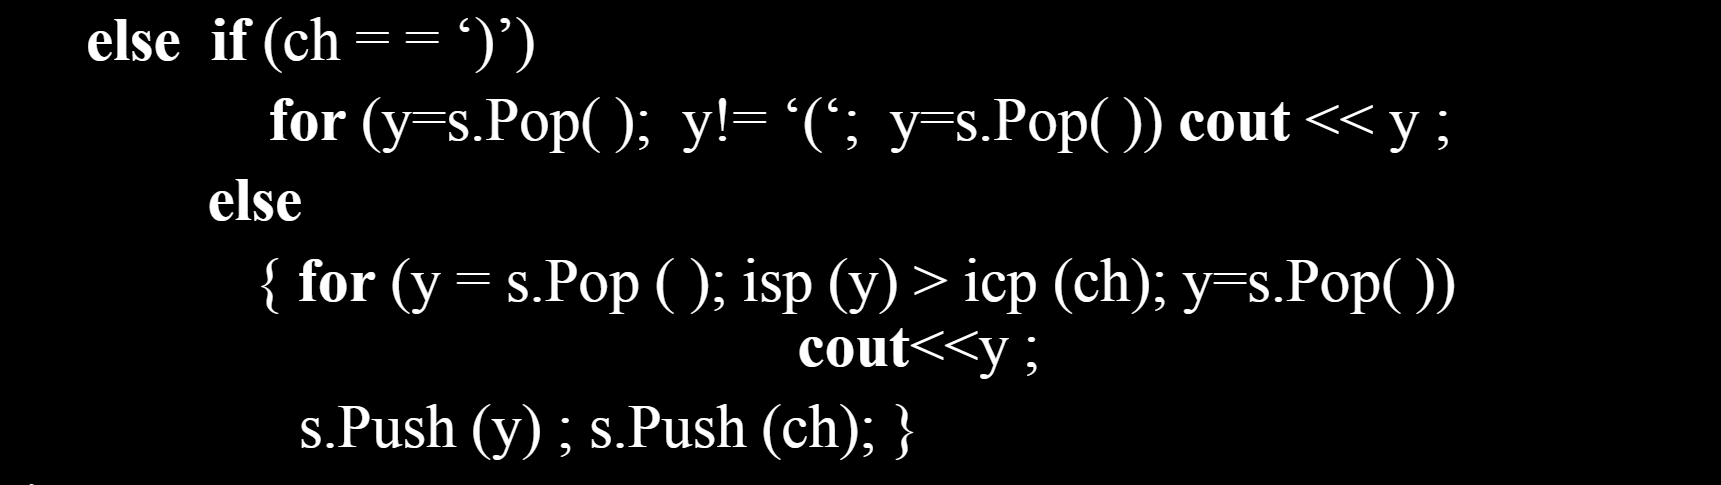 else if (ch = = ‘)’)
for (y=s.Pop( ); y!= ‘(‘; y=s.Pop( )) cout << y ;
else
{ for (y = s.Pop ( ); isp (y) > icp (ch); y=s.Pop( ))
cout<<y ;
s.Push (y) ; s.Push (ch); }